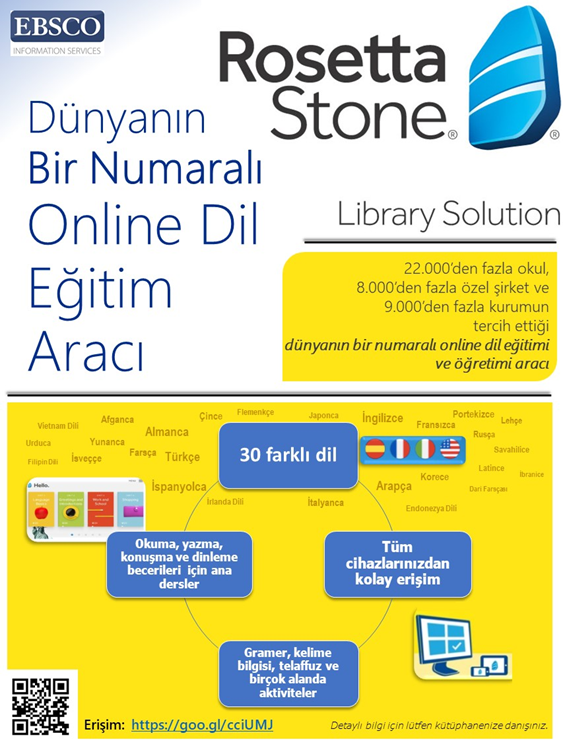 EBSCO
INFORMATION SERVICES
Rosetta
Stone®
®
Dünyanın
Bir Numaralı
Online Dil
Eğitim
Aracı
Library Solution
22.000’den fazla okul,
8.000’den fazla özel şirket ve
9.000’den fazla kurumun
tercih ettiği
dünyanın bir numaralı online dil eğitimi
ve öğretimi aracı
Vietnam Dili
Afganca
Çince
Flemenkçe
Japonca
İngilizce
Portekizce
Lehçe
Fransızca
Urduca
Yunanca
Almanca
Rusça
Filipin Dili
İsveççe
Farsça
Türkçe
30 farklı dil
Savahilice
Latince
İbranice
Hello.
İspanyolca
İrlanda Dili
İtalyanca
Arapça
Korece
Dari Farsçası
Endonezya Dili
Okuma, yazma,
konuşma ve dinleme
becerileri için ana
dersler
Tüm
cihazlarınızdan
kolay erişim
Gramer, kelime
bilgisi, telaffuz ve
birçok alanda
aktiviteler
Erişim: https://goo.gl/cciUMJ
Detaylı bilgi için lütfen kütüphanenize danışınız.